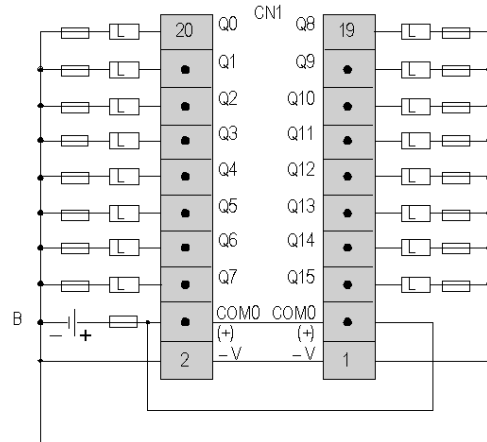 CN1
20 Q0 Q8 19
L L
Q1 Q9
L L
Q2 Q10
L L
Q3 Q11
L L
Q4 Q12
L L
Q5 Q13
L L
Q6 Q14
L L
Q7 Q15
L L
B − + COM0 COM0
(+) (+)
2 −V −V 1